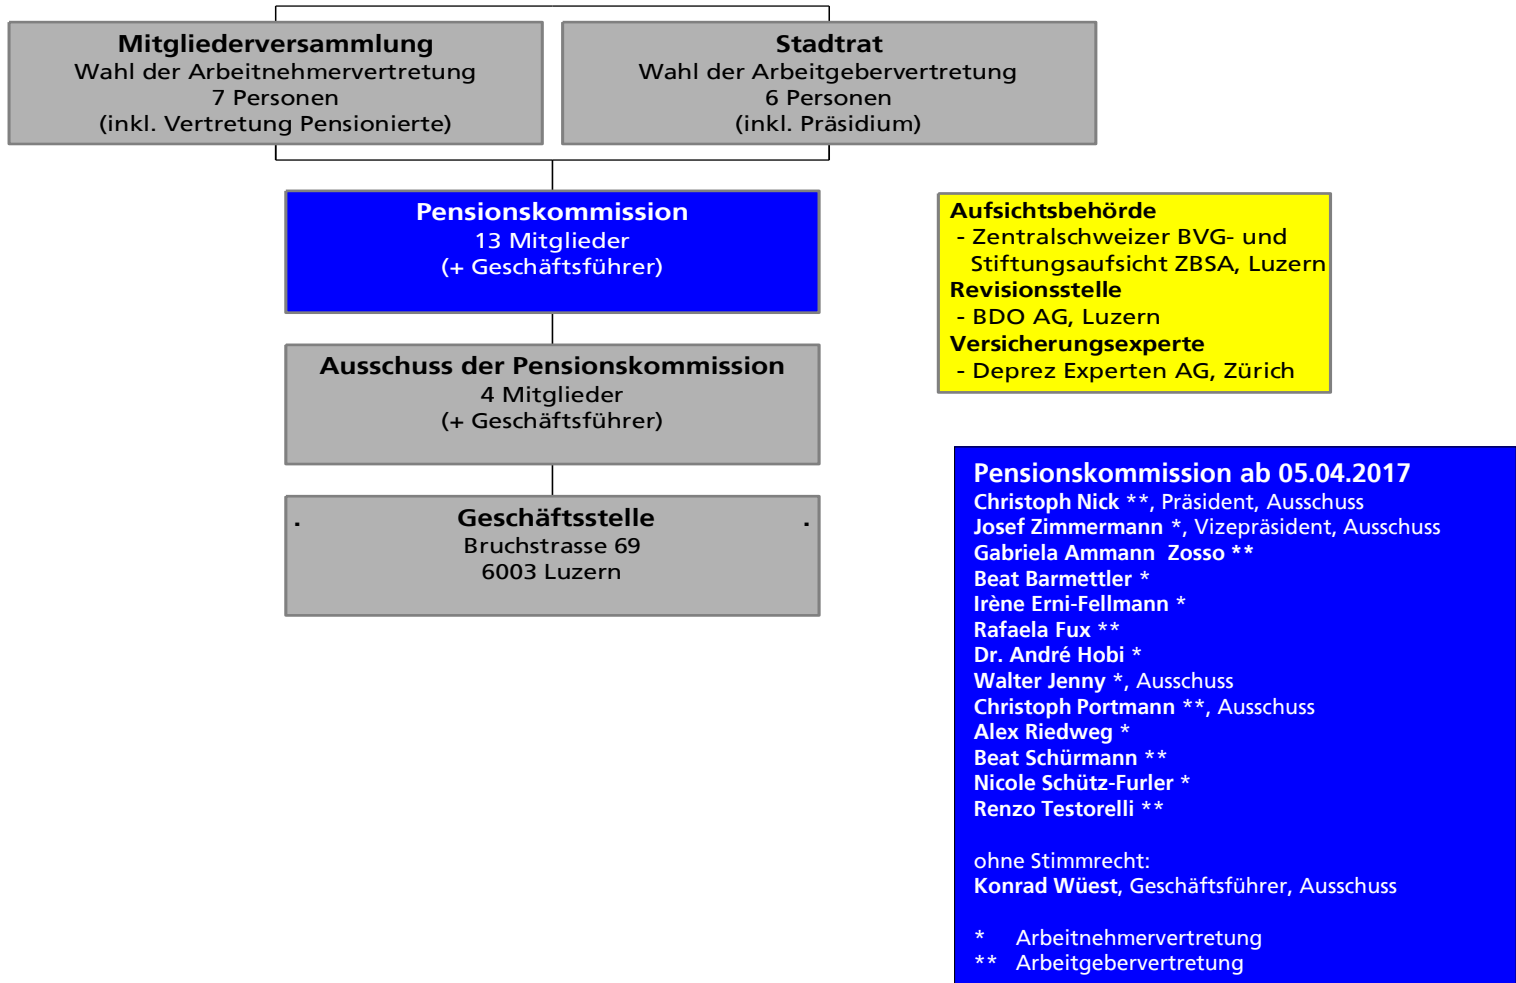 Mitgliederversammlung
Wahl der Arbeitnehmervertretung
7 Personen
(inkl. Vertretung Pensionierte)
Stadtrat
Wahl der Arbeitgebervertretung
6 Personen
(inkl. Präsidium)
Pensionskommission
13 Mitglieder
(+ Geschäftsführer)
Ausschuss der Pensionskommission
4 Mitglieder
(+ Geschäftsführer)
. Geschäftsstelle .
Bruchstrasse 69
6003 Luzern
Aufsichtsbehörde
- Zentralschweizer BVG- und
Stiftungsaufsicht ZBSA, Luzern
Revisionsstelle
- BDO AG, Luzern
Versicherungsexperte
- Deprez Experten AG, Zürich
Pensionskommission ab 05.04.2017
Christoph Nick **, Präsident, Ausschuss
Josef Zimmermann *, Vizepräsident, Ausschuss
Gabriela Ammann Zosso **
Beat Barmettler *
Irène Erni-Fellmann *
Rafaela Fux **
Dr. André Hobi *
Walter Jenny *, Ausschuss
Christoph Portmann **, Ausschuss
Alex Riedweg *
Beat Schürmann **
Nicole Schütz-Furler *
Renzo Testorelli **
ohne Stimmrecht:
Konrad Wüest, Geschäftsführer, Ausschuss
* Arbeitnehmervertretung
** Arbeitgebervertretung